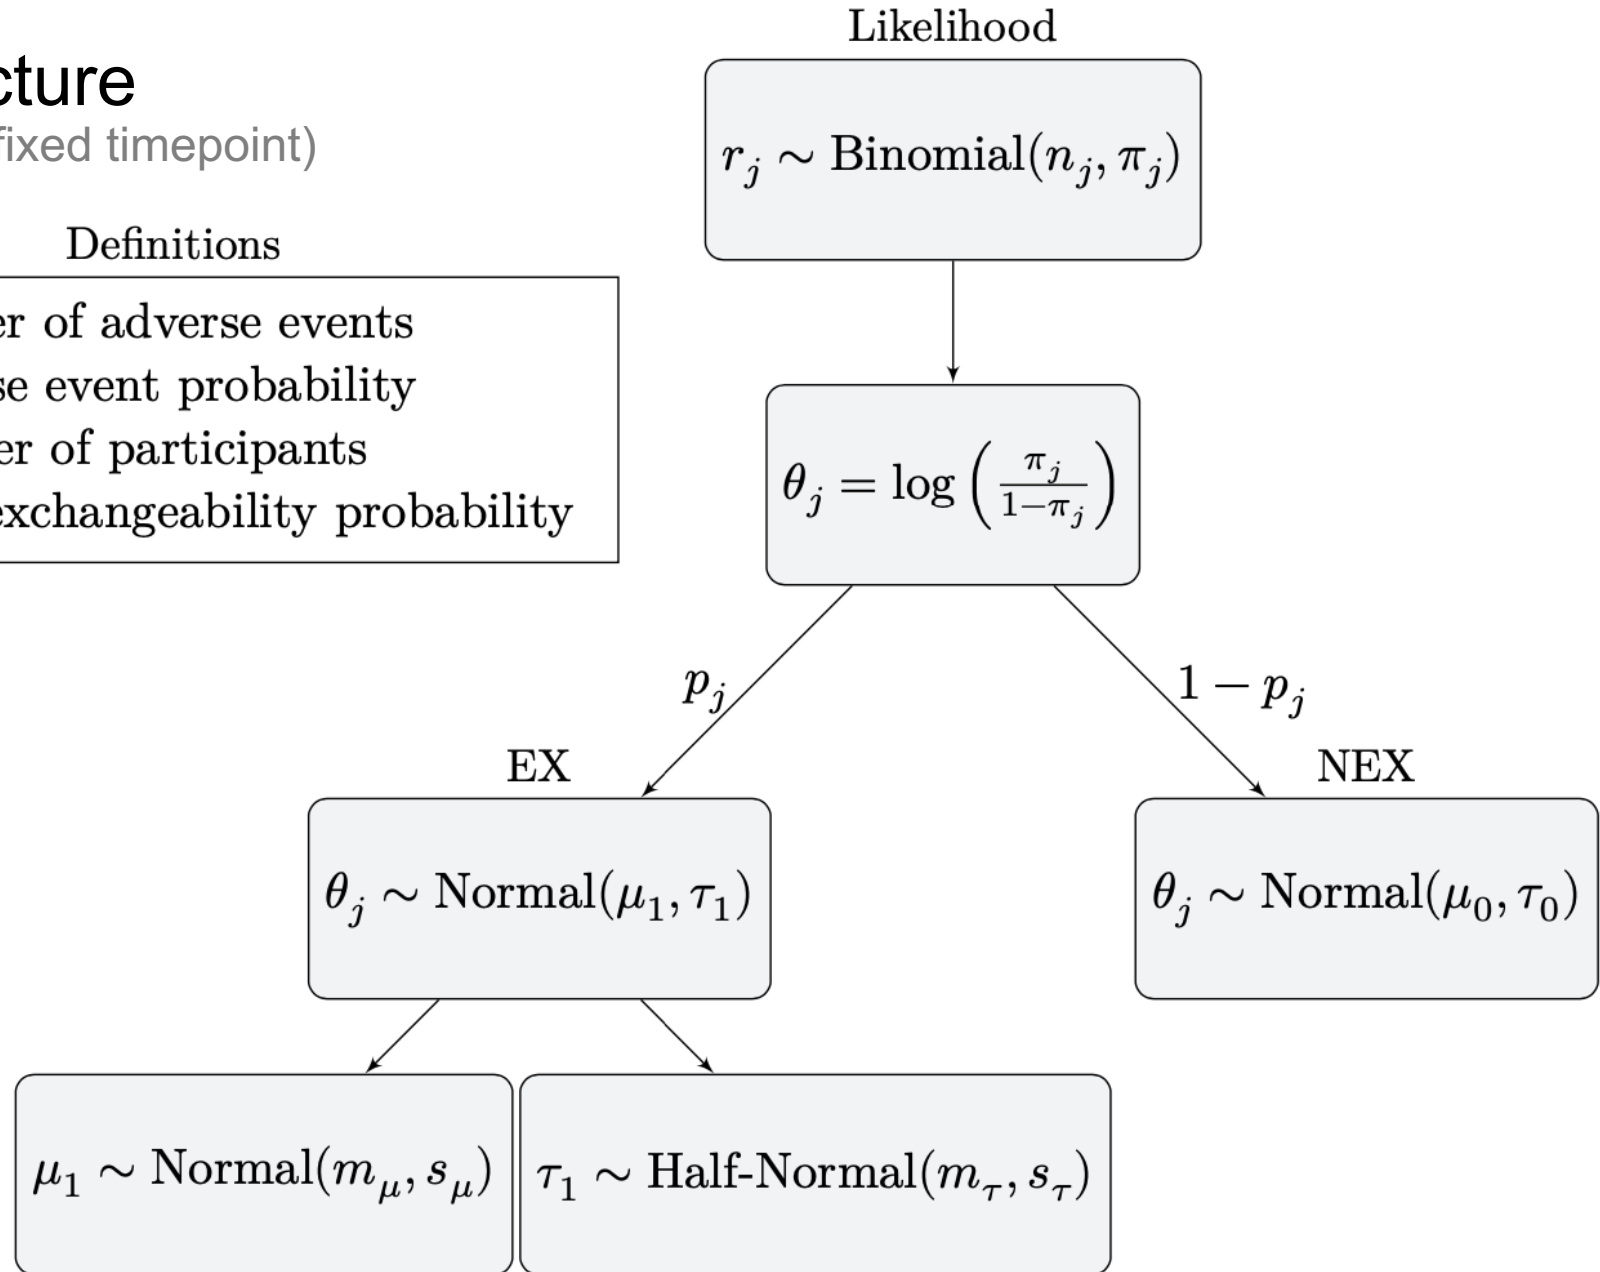 cture
fixed timepoint)
Definitions
er of adverse events
se event probability
er of participants
exchangeability probability
Likelihood
r_j ∼ Binomial(n_j, π_j)
θ_j = log(π_j / 1−π_j)
p_j
1 − p_j
EX
NEX
θ_j ∼ Normal(μ_1, τ_1)
θ_j ∼ Normal(μ_0, τ_0)
μ_1 ∼ Normal(m_μ, s_μ)
τ_1 ∼ Half-Normal(m_τ, s_τ)